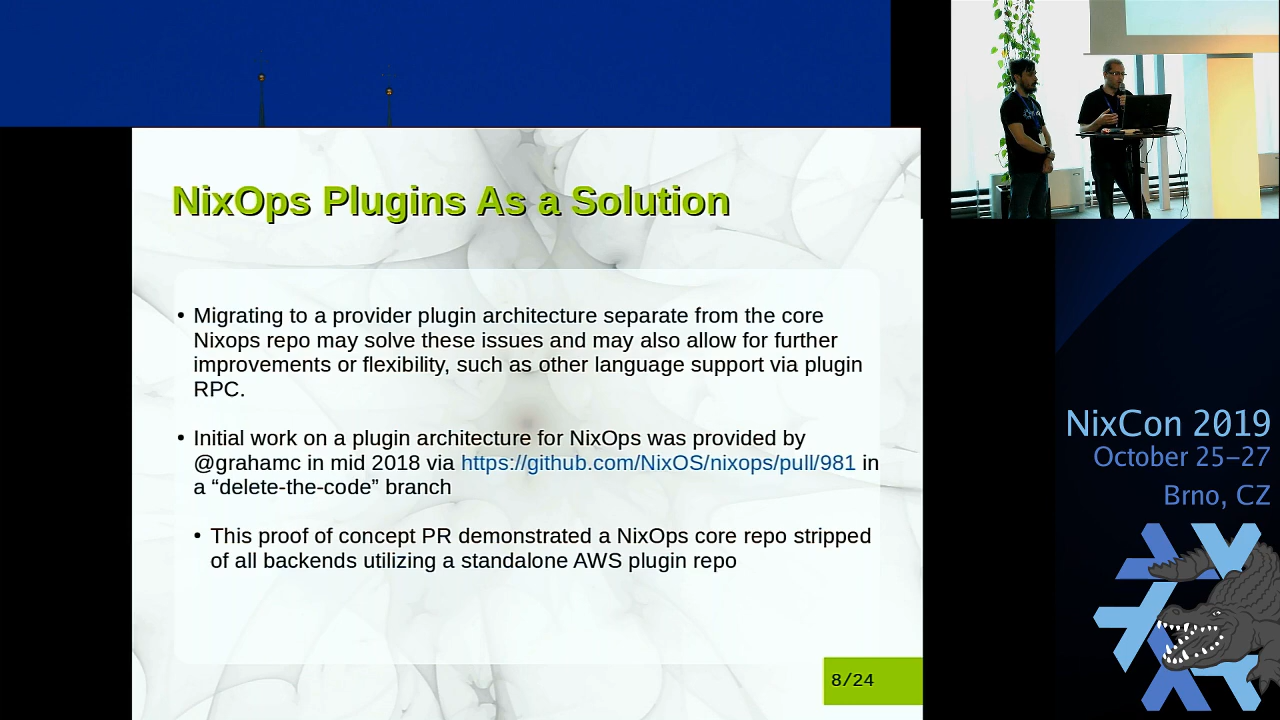 NixOps Plugins As a Solution
• Migrating to a provider plugin architecture separate from the core
Nixops repo may solve these issues and may also allow for further
improvements or flexibility, such as other language support via plugin
RPC.
• Initial work on a plugin architecture for NixOps was provided by
@grahamc in mid 2018 via https://github.com/NixOS/nixops/pull/981 in
a “delete-the-code” branch
• This proof of concept PR demonstrated a NixOps core repo stripped
of all backends utilizing a standalone AWS plugin repo
8/24
NixCon 2019
October 25–27
Brno, CZ